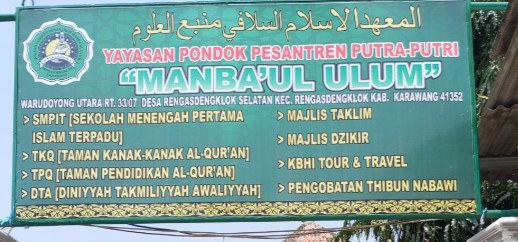 المعهد الاسلام السلافي منبع العلوم
YAYASAN PONDOK PESANTREN PUTRA-PUTRI
"MANBA'UL ULUM"
WARUDOYONG UTARA RT. 33/07 DESA RENGASDENGKLOK SELATAN KEC. RENGASDENGKLOK KAB. KARAWANG 41352
> SMPIT [SEKOLAH MENENGAH PERTAMA
ISLAM TERPADU]
> TKQ [TAMAN KANAK-KANAK AL-QUR'AN]
> TPQ [TAMAN PENDIDIKAN AL-QUR'AN]
> DTA [DINIYYAH TAKMILIYYAH AWALIYYAH]
> MAJLIS TAKLIM
> MAJLIS DZIKIR
> KBHI TOUR & TRAVEL
> PENGOBATAN THIBUN NABAWI